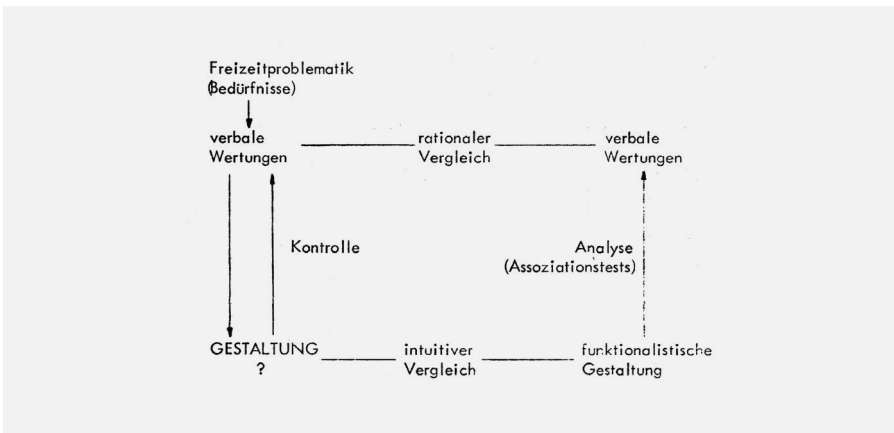 Freizeitproblematik
(Bedürfnisse)
verbale
Wertungen
rationaler
Vergleich
verbale
Wertungen
Kontrolle
Analyse
(Assoziationstests)
GESTALTUNG
?
intuitiver
Vergleich
funktionalistische
Gestaltung